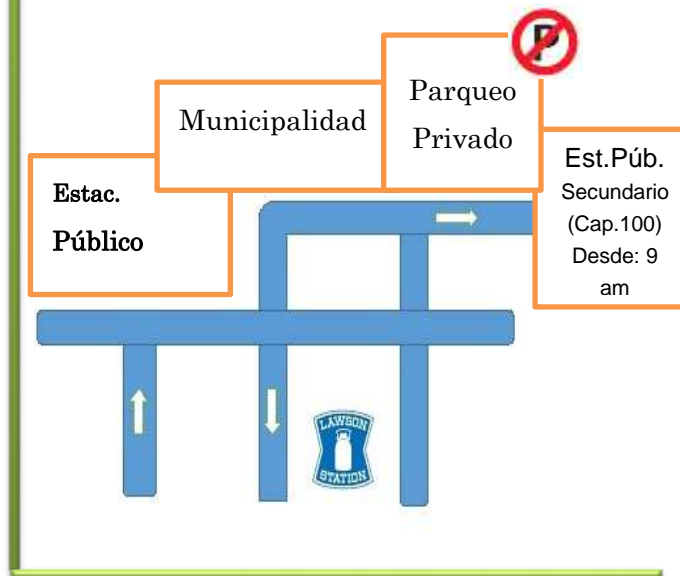 P
Municipalidad
Parqueo
Privado
Estac.
Público
Est.Púb.
Secundario
(Cap.100)
Desde: 9
am
LAWSON
STATION